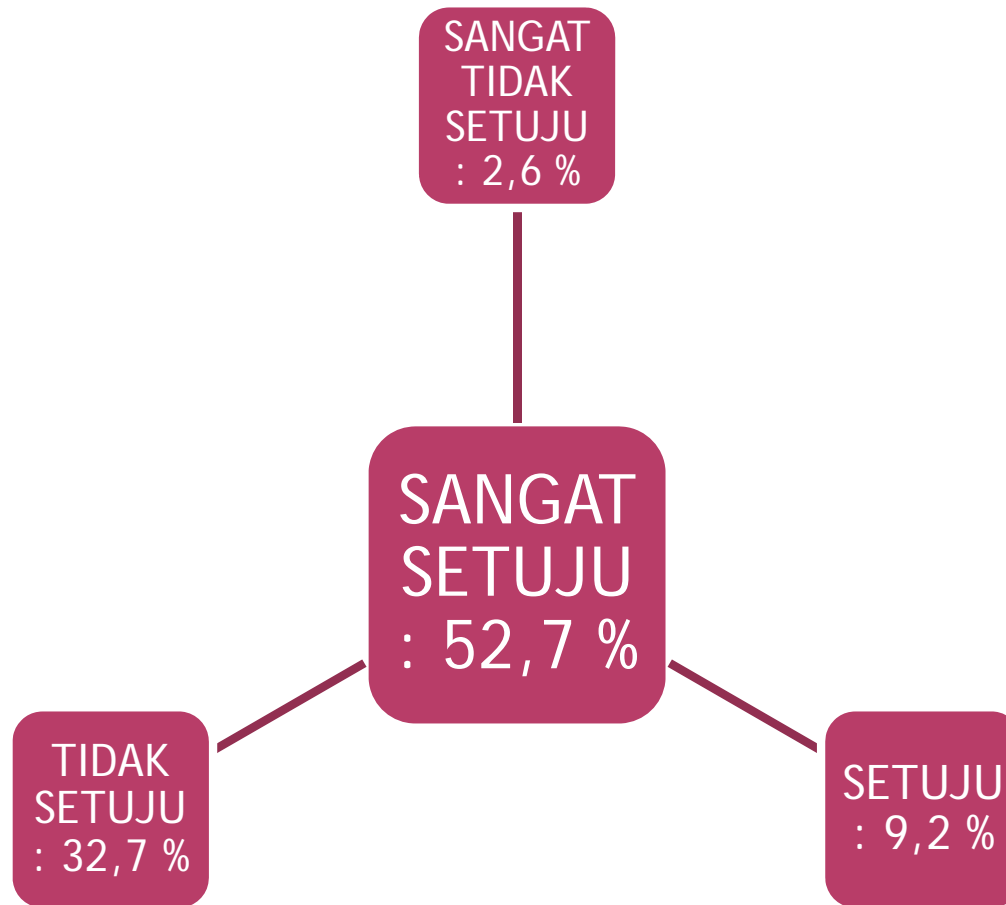 SANGAT
TIDAK
SETUJU
: 2,6 %
SANGAT
SETUJU
: 52,7 %
TIDAK
SETUJU
: 32,7 %
SETUJU
: 9,2 %